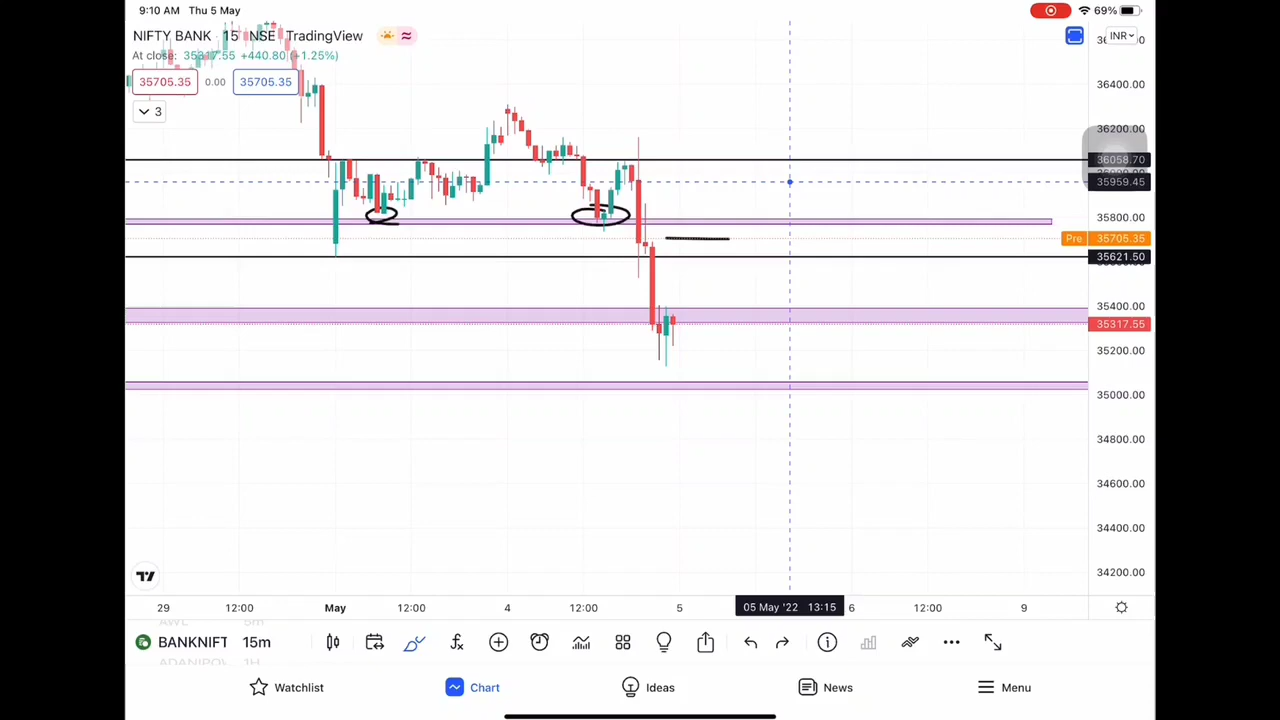 9:10 AM Thu 5 May
69%
NIFTY BANK · 15 · NSE TradingView
INR
At close: 35317.55 +440.80 (+1.25%)
35705.35 0.00 35705.35
3
36400.00
36200.00
36058.70
35959.45
35800.00
Pre 35705.35
35621.50
35400.00
35317.55
35200.00
35000.00
34800.00
34600.00
34400.00
34200.00
29 12:00 May 12:00 4 12:00 5 05 May '22 13:15 6 12:00 9
BANKNIFT 15m
1H
Watchlist Chart Ideas News Menu